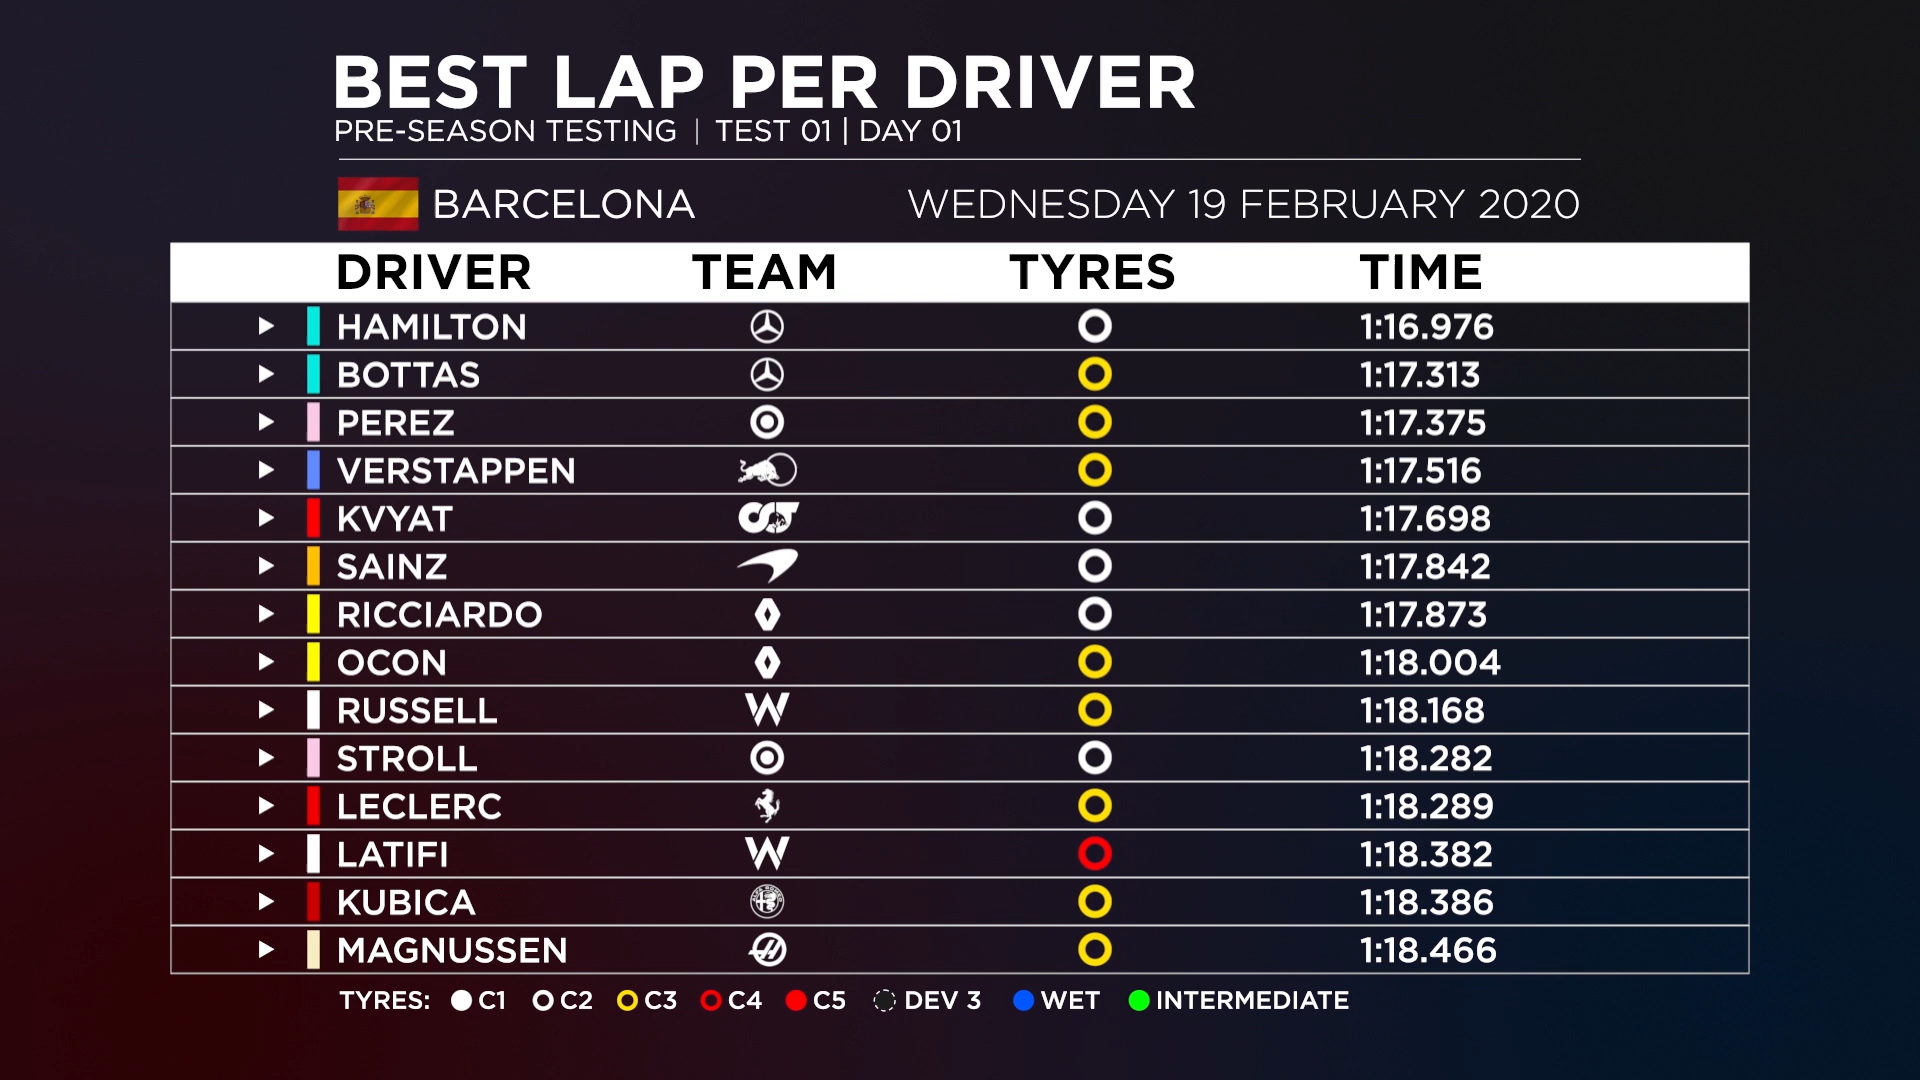 BEST LAP PER DRIVER
PRE-SEASON TESTING | TEST 01 | DAY 01
BARCELONA WEDNESDAY 19 FEBRUARY 2020
DRIVER TEAM TYRES TIME
HAMILTON 1:16.976
BOTTAS 1:17.313
PEREZ 1:17.375
VERSTAPPEN 1:17.516
KVYAT 1:17.698
SAINZ 1:17.842
RICCIARDO 1:17.873
OCON 1:18.004
RUSSELL 1:18.168
STROLL 1:18.282
LECLERC 1:18.289
LATIFI 1:18.382
KUBICA 1:18.386
MAGNUSSEN 1:18.466
TYRES: C1 C2 C3 C4 C5 DEV 3 WET INTERMEDIATE